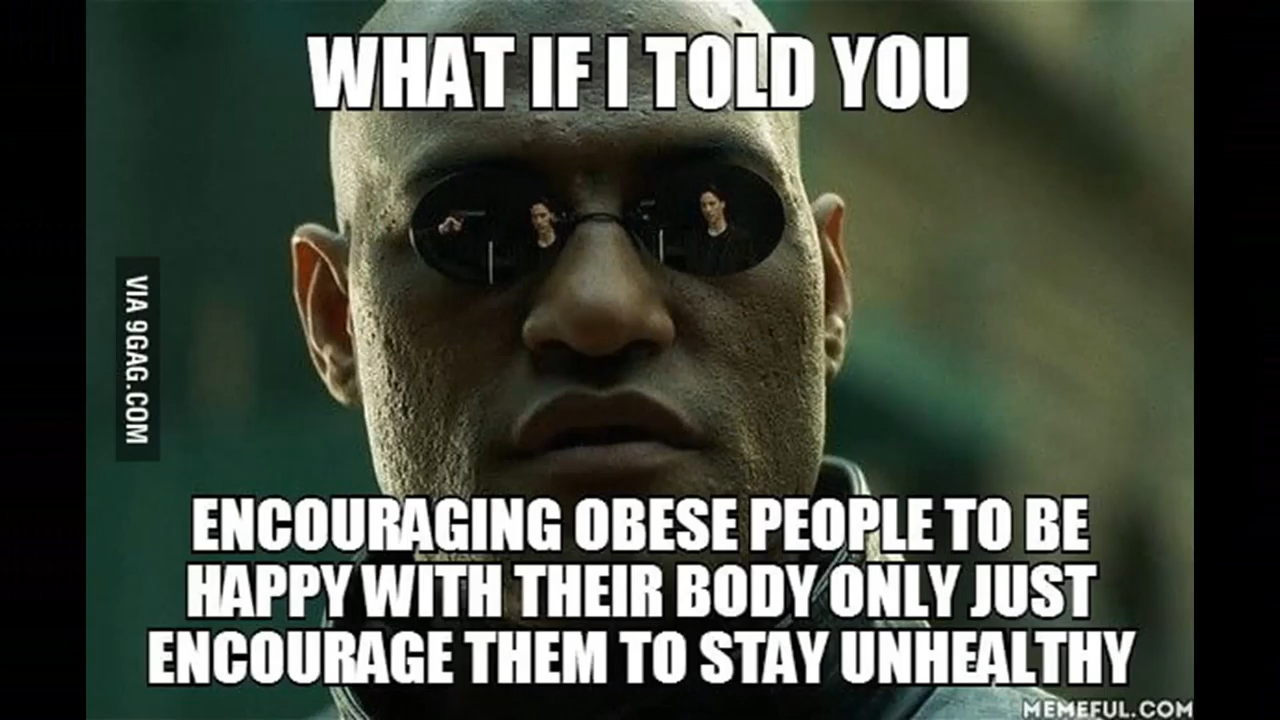 WHAT IF I TOLD YOU
VIA 9GAG.COM
ENCOURAGING OBESE PEOPLE TO BE
HAPPY WITH THEIR BODY ONLY JUST
ENCOURAGE THEM TO STAY UNHEALTHY
MEMEFUL.COM